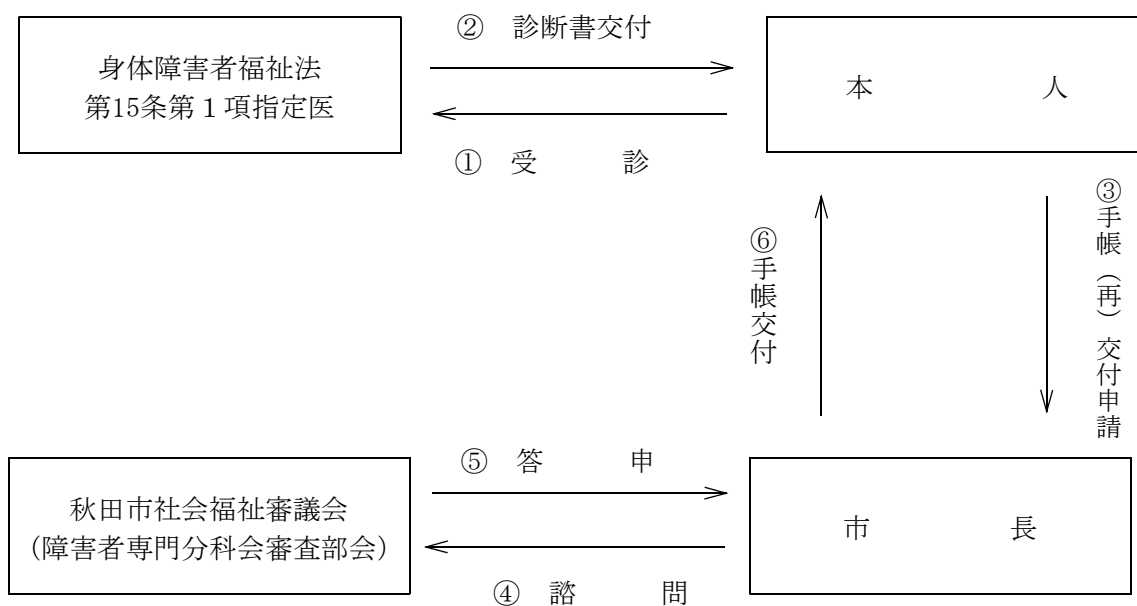 ② 診断書交付
身体障害者福祉法
第15条第１項指定医
本 人
① 受 診
③手帳（再）交付申請
⑥手帳交付
⑤ 答 申
秋田市社会福祉審議会
(障害者専門分科会審査部会)
市 長
④ 諮 問